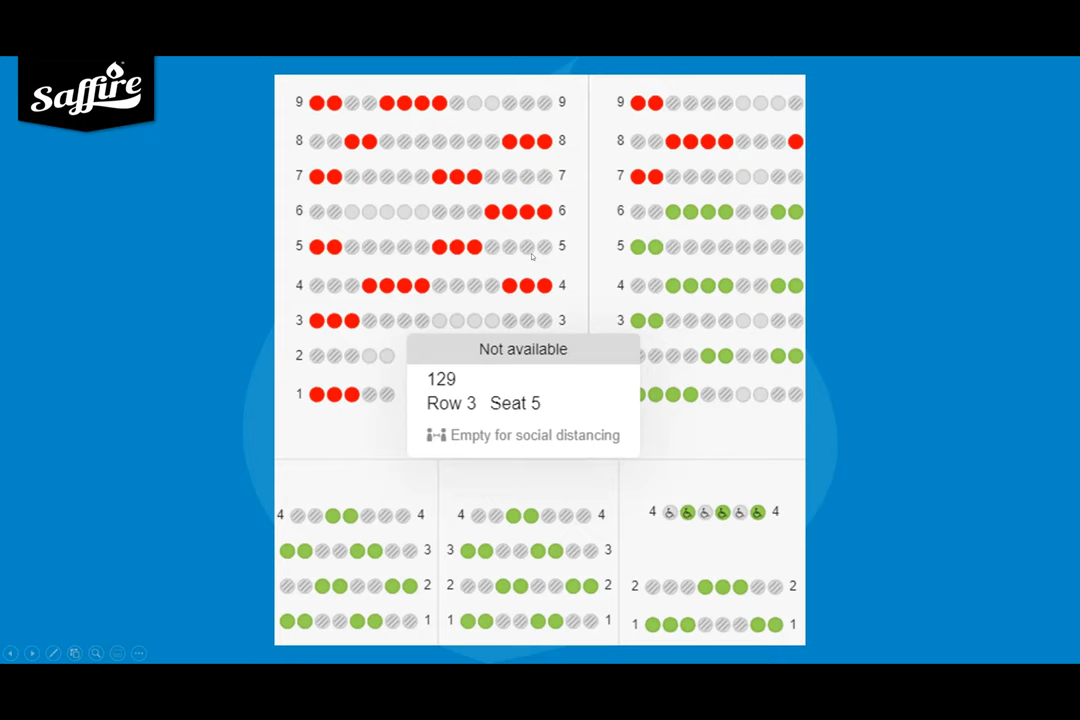 Saffire
9 9 9
8 8 8
7 7 7
6 6 6
5 5 5
4 4 4
3 3 3
2
1
Not available
129
Row 3 Seat 5
Empty for social distancing
4 4 4 4 4 4
3 3 3
2 2 2 2 2
1 1 1 1 1